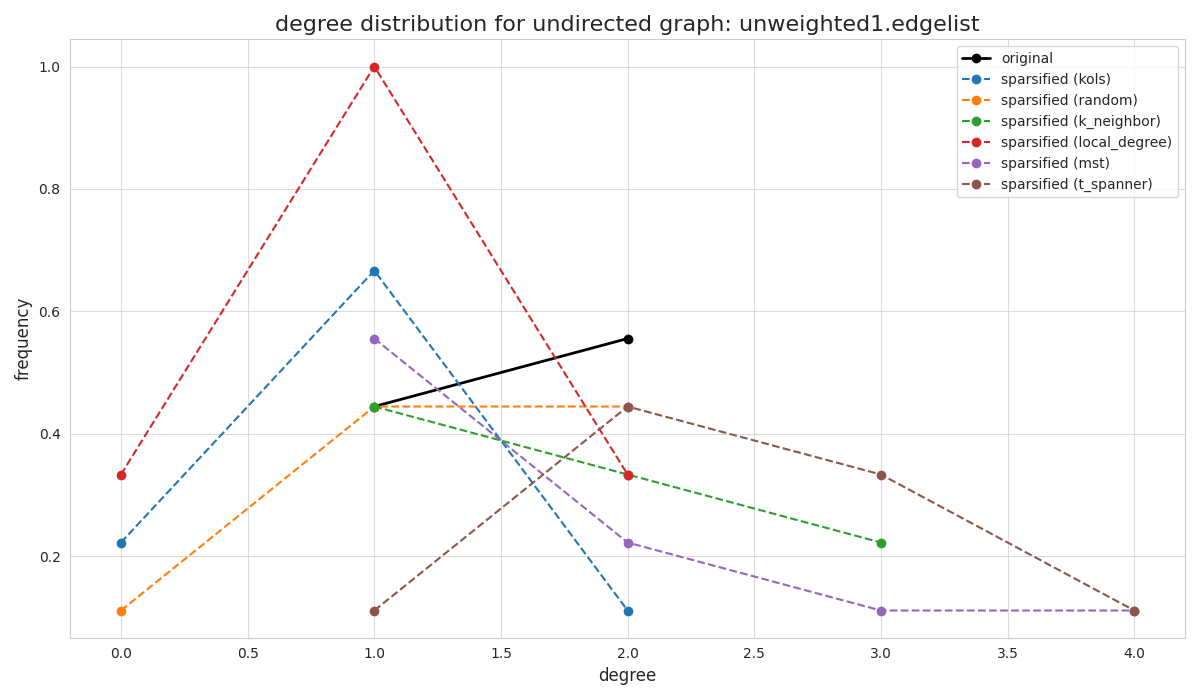 degree distribution for undirected graph: unweighted1.edgelist
original
sparsified (kols)
sparsified (random)
sparsified (k_neighbor)
sparsified (local_degree)
sparsified (mst)
sparsified (t_spanner)
frequency
1.0
0.8
0.6
0.4
0.2
0.0 0.5 1.0 1.5 2.0 2.5 3.0 3.5 4.0
degree